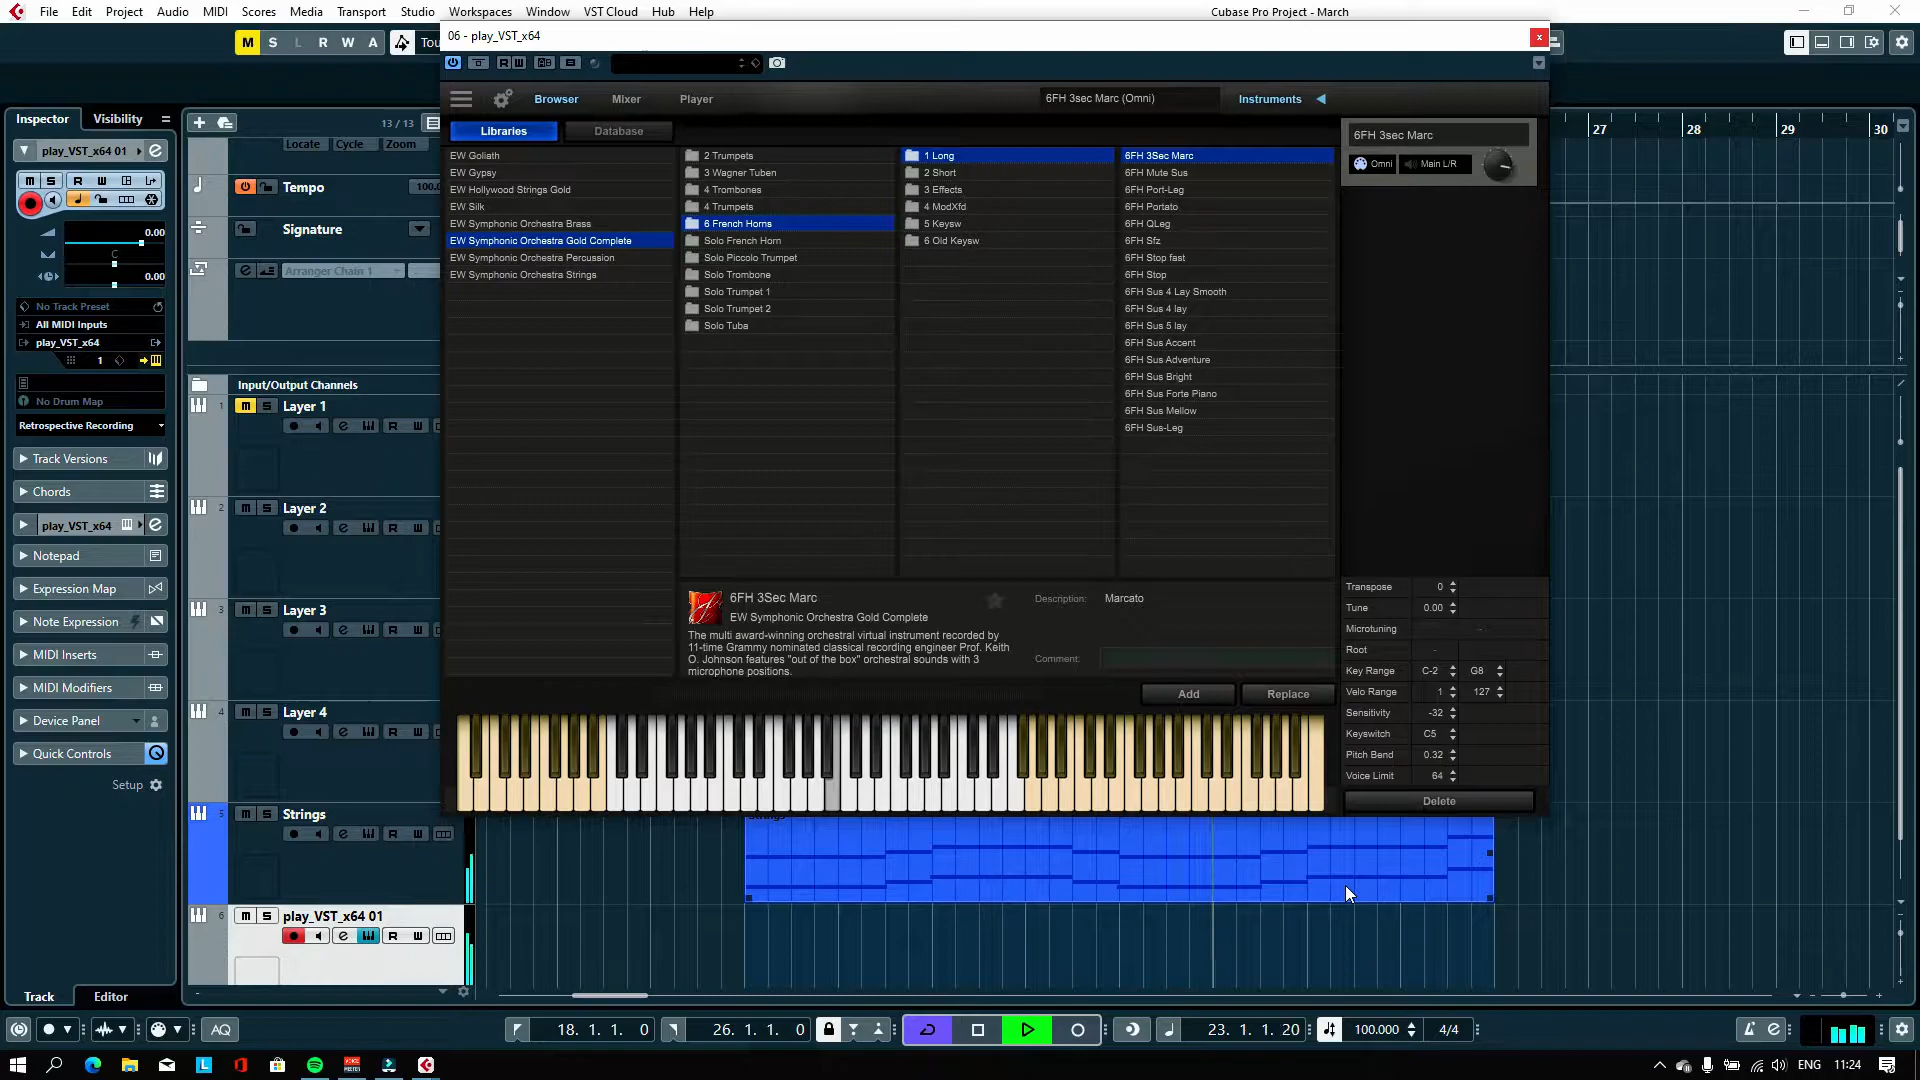 File Edit Project Audio MIDI Scores Media Transport Studio Workspaces Window VST Cloud Hub Help Cubase Pro Project - March
M S L R W A Tou
06 - play_VST_x64
Browser Mixer Player 6FH 3sec Marc (Omni) Instruments
Libraries Database
EW Goliath
EW Gypsy
EW Hollywood Strings Gold
EW Silk
EW Symphonic Orchestra Brass
EW Symphonic Orchestra Gold Complete
EW Symphonic Orchestra Percussion
EW Symphonic Orchestra Strings
2 Trumpets
3 Wagner Tuben
4 Trombones
4 Trumpets
6 French Horns
Solo French Horn
Solo Piccolo Trumpet
Solo Trombone
Solo Trumpet 1
Solo Trumpet 2
Solo Tuba
1 Long
2 Short
3 Effects
4 ModXfd
5 Keysw
6 Old Keysw
6FH 3Sec Marc
6FH Mute Sus
6FH Port-Leg
6FH Portato
6FH QLeg
6FH Sfz
6FH Stop fast
6FH Stop
6FH Sus 4 Lay Smooth
6FH Sus 4 lay
6FH Sus 5 lay
6FH Sus Accent
6FH Sus Adventure
6FH Sus Bright
6FH Sus Forte Piano
6FH Sus Mellow
6FH Sus-Leg
6FH 3sec Marc
Omni Main L/R
6FH 3Sec Marc
EW Symphonic Orchestra Gold Complete
The multi award-winning orchestral virtual instrument recorded by
11-time Grammy nominated classical recording engineer Prof. Keith
O. Johnson features "out of the box" orchestral sounds with 3
microphone positions.
Description: Marcato
Comment:
Add Replace
Transpose 0
Tune 0.00
Microtuning -
Root -
Key Range C-2 G8
Velo Range 1 127
Sensitivity -32
Keyswitch C5
Pitch Bend 0.32
Voice Limit 64
Delete
27 28 29 30
Inspector Visibility
play_VST_x64 01
M S R W
0.00
C
0.00
No Track Preset
All MIDI Inputs
play_VST_x64
1
No Drum Map
Retrospective Recording
Track Versions
Chords
play_VST_x64
Notepad
Expression Map
Note Expression
MIDI Inserts
MIDI Modifiers
Device Panel
Quick Controls
Setup
Track Editor
13 / 13
Locate Cycle Zoom
Tempo 100.
Signature
Arranger Chain 1
Input/Output Channels
1 m S Layer 1
e R W
2 m S Layer 2
e R W
3 m S Layer 3
e R W
4 m S Layer 4
e R W
5 m S Strings
e R W
Strings
6 m S play_VST_x64 01
e R W
AQ 18. 1. 1. 0 26. 1. 1. 0 23. 1. 1. 20 100.000 4/4
ENG 11:24